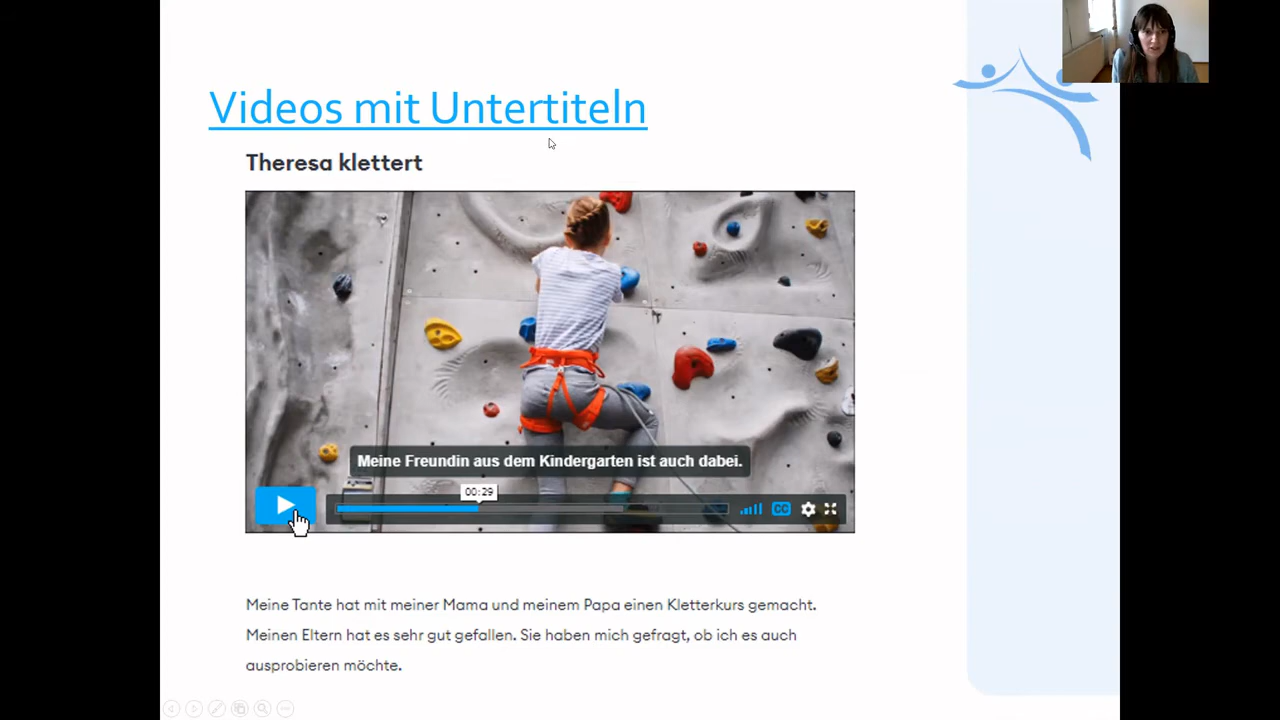 Videos mit Untertiteln
Theresa klettert
Meine Freundin aus dem Kindergarten ist auch dabei.
00:29
CC
Meine Tante hat mit meiner Mama und meinem Papa einen Kletterkurs gemacht.
Meinen Eltern hat es sehr gut gefallen. Sie haben mich gefragt, ob ich es auch
ausprobieren möchte.